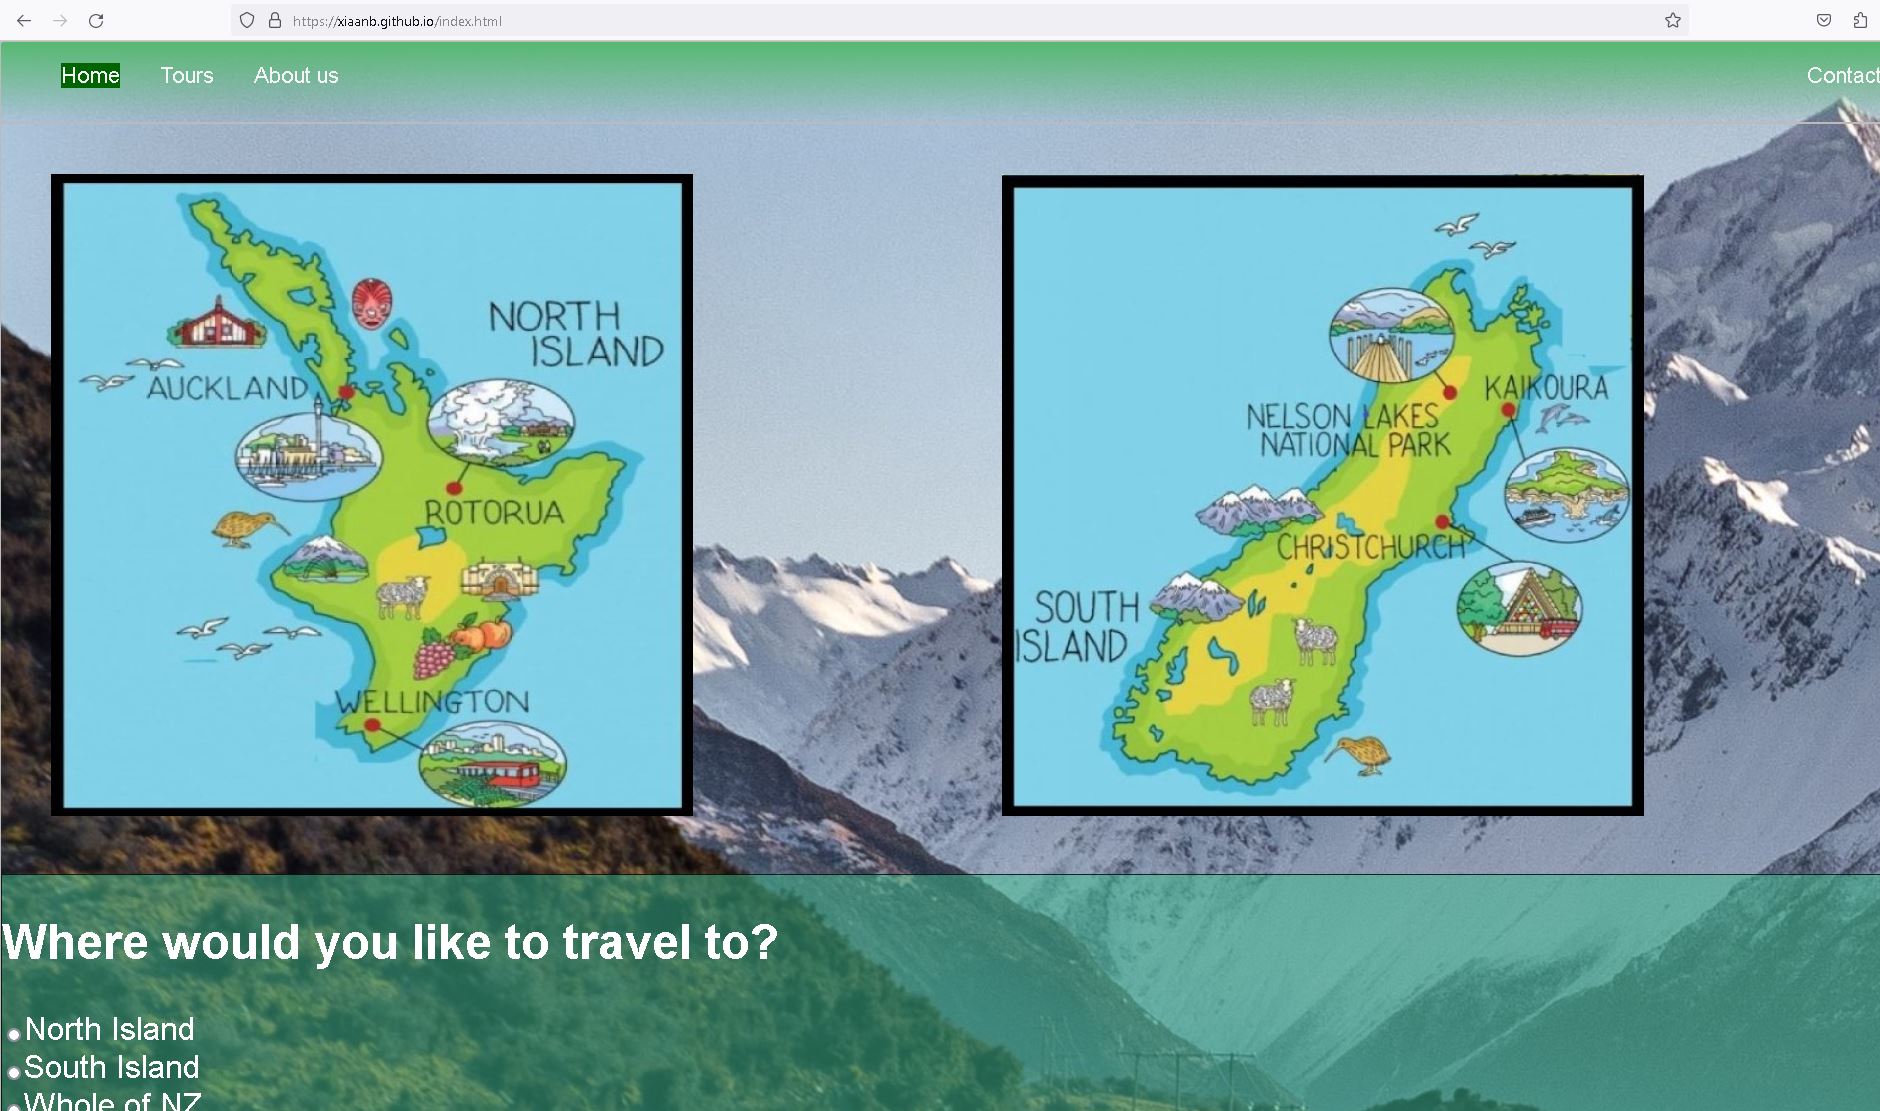 https://xiaanb.github.io/index.html
Home Tours About us Contact
NORTH
ISLAND
AUCKLAND
ROTORUA
WELLINGTON
KAIKOURA
NELSON LAKES
NATIONAL PARK
CHRISTCHURCH
SOUTH
ISLAND
Where would you like to travel to?
North Island
South Island
Whole of NZ